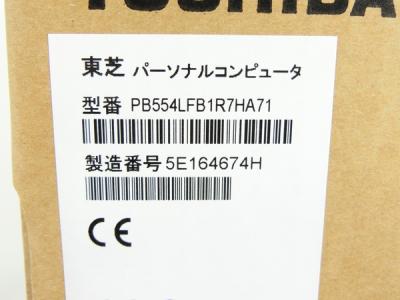 TOSHIBA
東芝 パーソナルコンピュータ
型番 PB554LFB1R7HA71
製造番号 5E164674H
CE